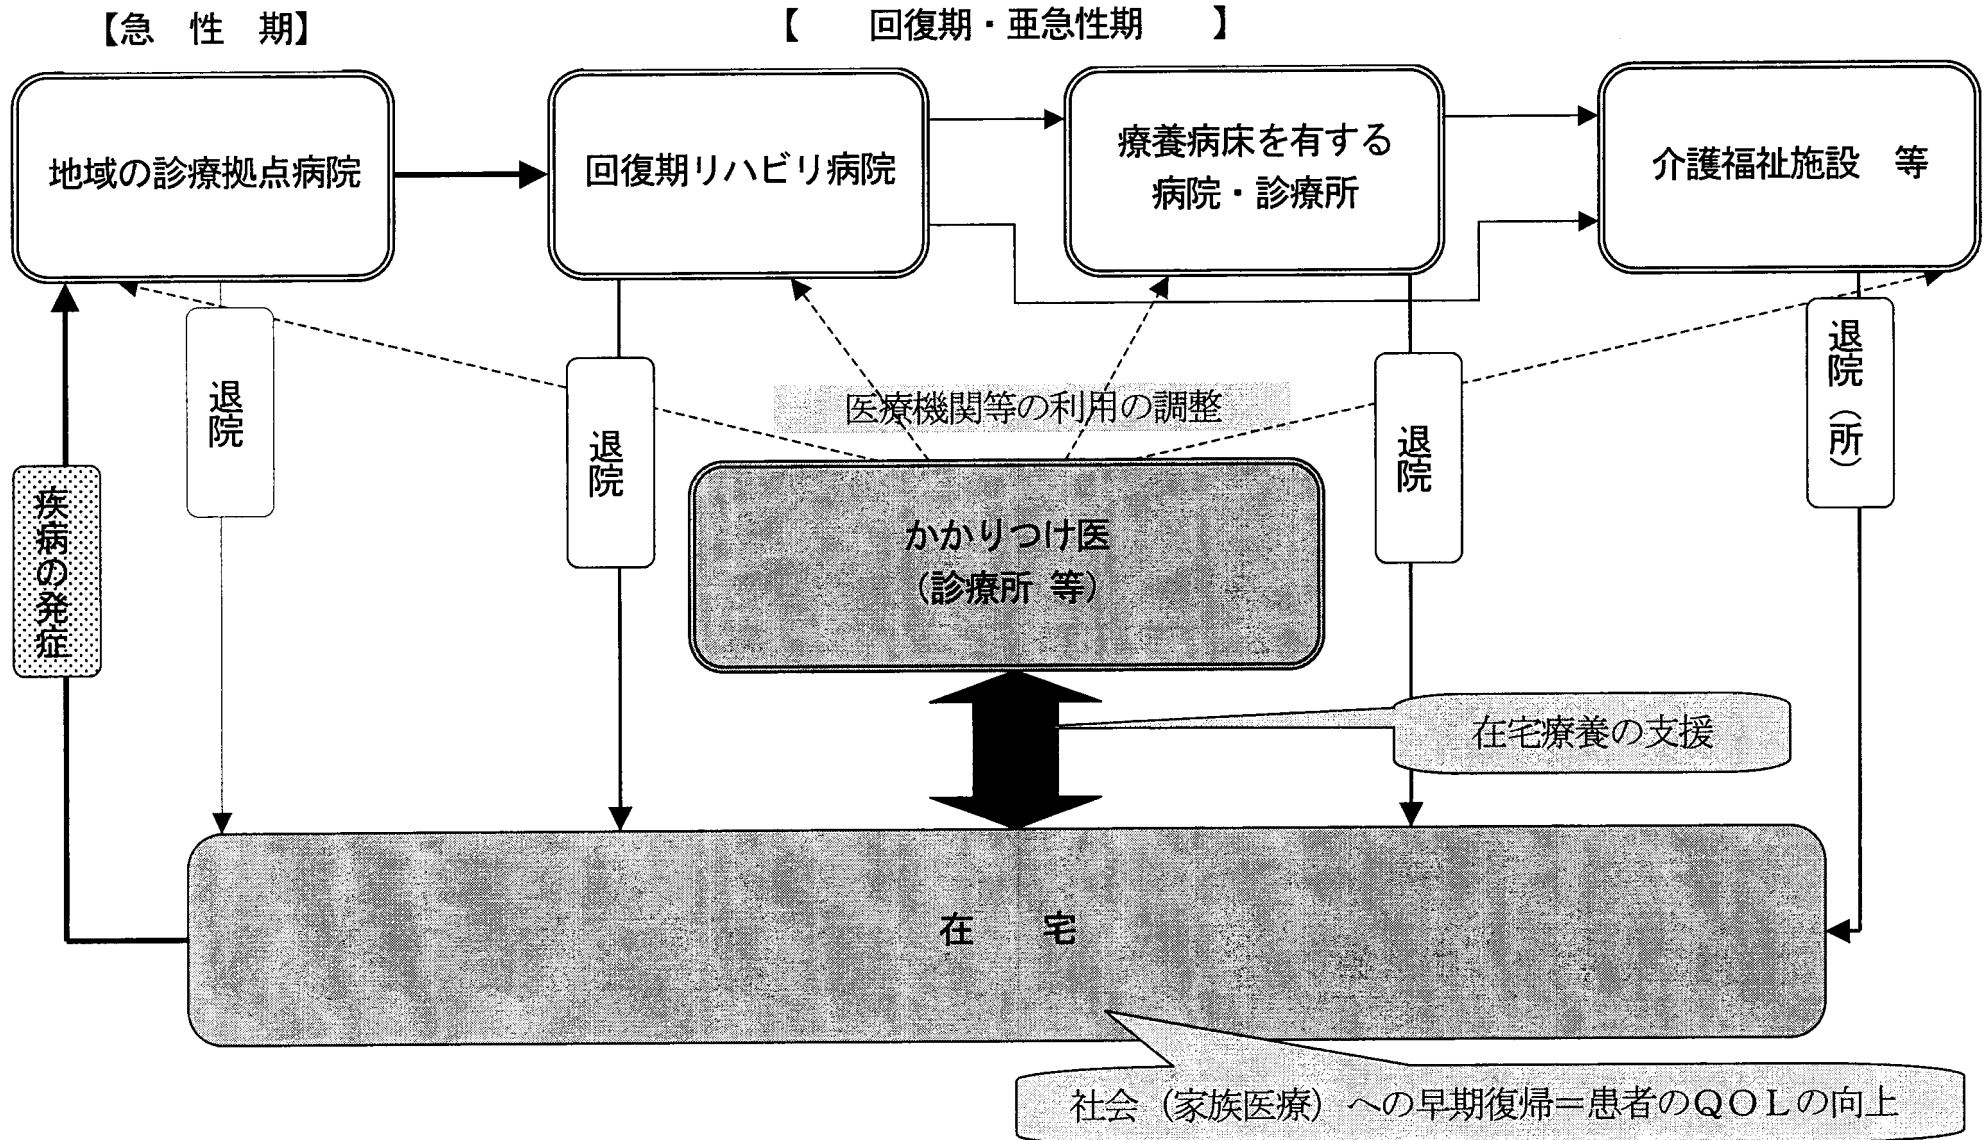 【急　性　期】
【　　回復期・亜急性期　　】
地域の診療拠点病院
回復期リハビリ病院
療養病床を有する
病院・診療所
介護福祉施設　等
退院
退院
退院
退院（所）
医療機関等の利用の調整
疾病の発症
かかりつけ医
（診療所 等）
在宅療養の支援
在　　宅
社会（家族医療）への早期復帰＝患者のＱＯＬの向上